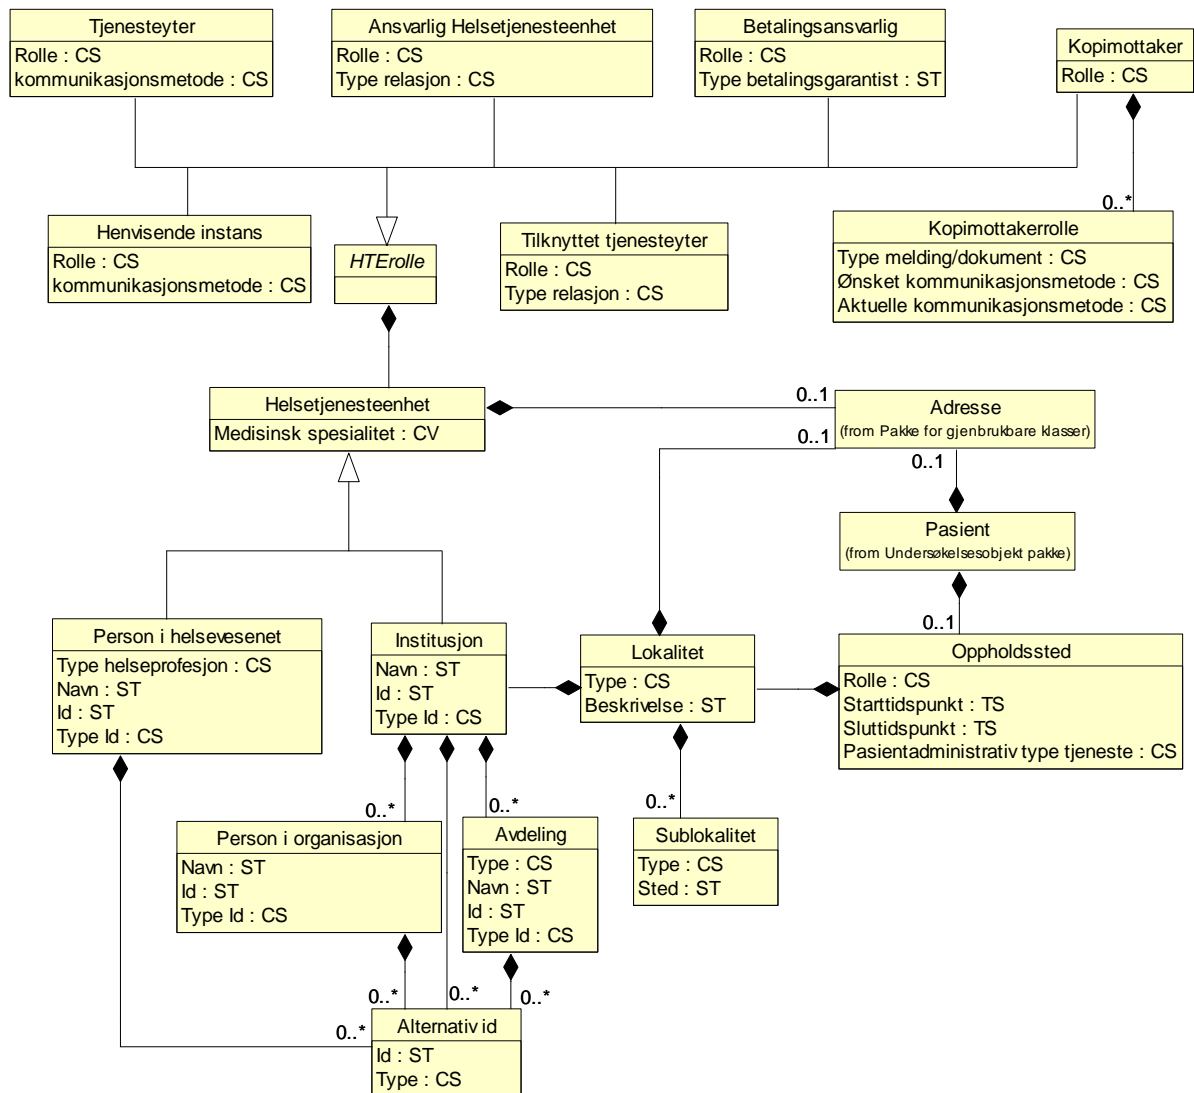 Tjenesteyter
Rolle : CS
kommunikasjonsmetode : CS
Ansvarlig Helsetjenesteenhet
Rolle : CS
Type relasjon : CS
Betalingsansvarlig
Rolle : CS
Type betalingsgarantist : ST
Kopimottaker
Rolle : CS
0..*
Henvisende instans
Rolle : CS
kommunikasjonsmetode : CS
HTErolle
Tilknyttet tjenesteyter
Rolle : CS
Type relasjon : CS
Kopimottakerrolle
Type melding/dokument : CS
Ønsket kommunikasjonsmetode : CS
Aktuelle kommunikasjonsmetode : CS
Helsetjenesteenhet
Medisinsk spesialitet : CV
0..1
0..1
Adresse
(from Pakke for gjenbrukbare klasser)
0..1
Pasient
(from Undersøkelsesobjekt pakke)
0..1
Person i helsevesenet
Type helseprofesjon : CS
Navn : ST
Id : ST
Type Id : CS
Institusjon
Navn : ST
Id : ST
Type Id : CS
Lokalitet
Type : CS
Beskrivelse : ST
Oppholdssted
Rolle : CS
Starttidspunkt : TS
Sluttidspunkt : TS
Pasientadministrativ type tjeneste : CS
0..*
0..*
0..*
Person i organisasjon
Navn : ST
Id : ST
Type Id : CS
Avdeling
Type : CS
Navn : ST
Id : ST
Type Id : CS
Sublokalitet
Type : CS
Sted : ST
0..*
0..*
0..*
0..*
Alternativ id
Id : ST
Type : CS